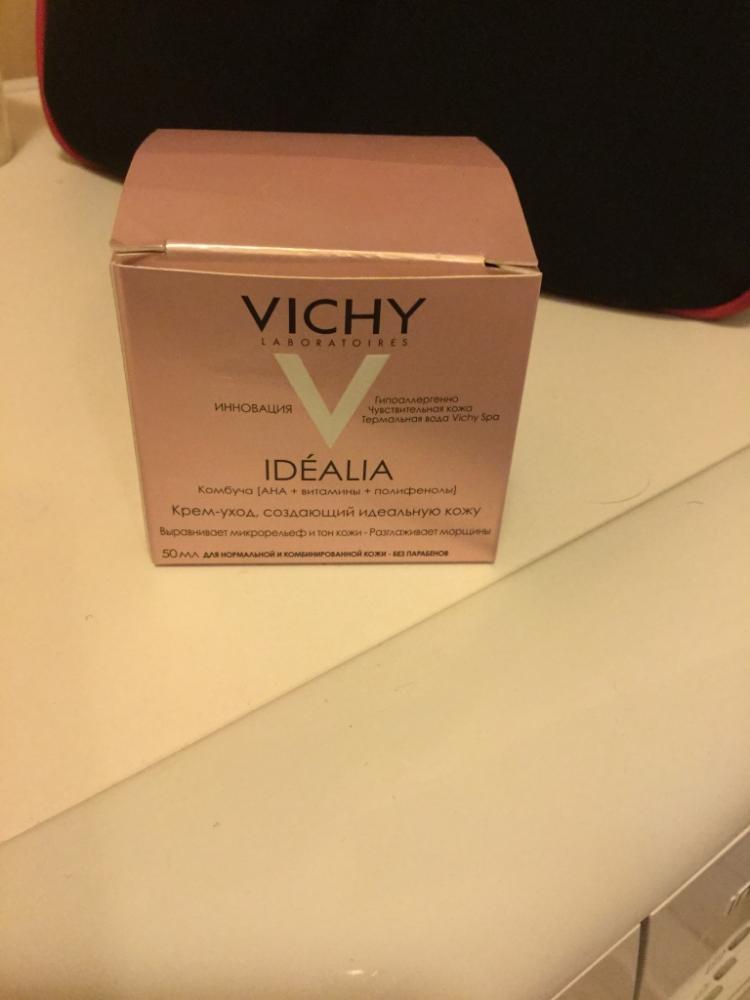 VICHY
LABORATOIRES
ИННОВАЦИЯ
Гипоаллергенно
Чувствительная кожа
Термальная вода Vichy Spa
IDÉALIA
Комбуча [АНА + витамины + полифенолы]
Крем-уход, создающий идеальную кожу
Выравнивает микрорельеф и тон кожи - Разглаживает морщины
50 МЛ ДЛЯ НОРМАЛЬНОЙ И КОМБИНИРОВАННОЙ КОЖИ - БЕЗ ПАРАБЕНОВ